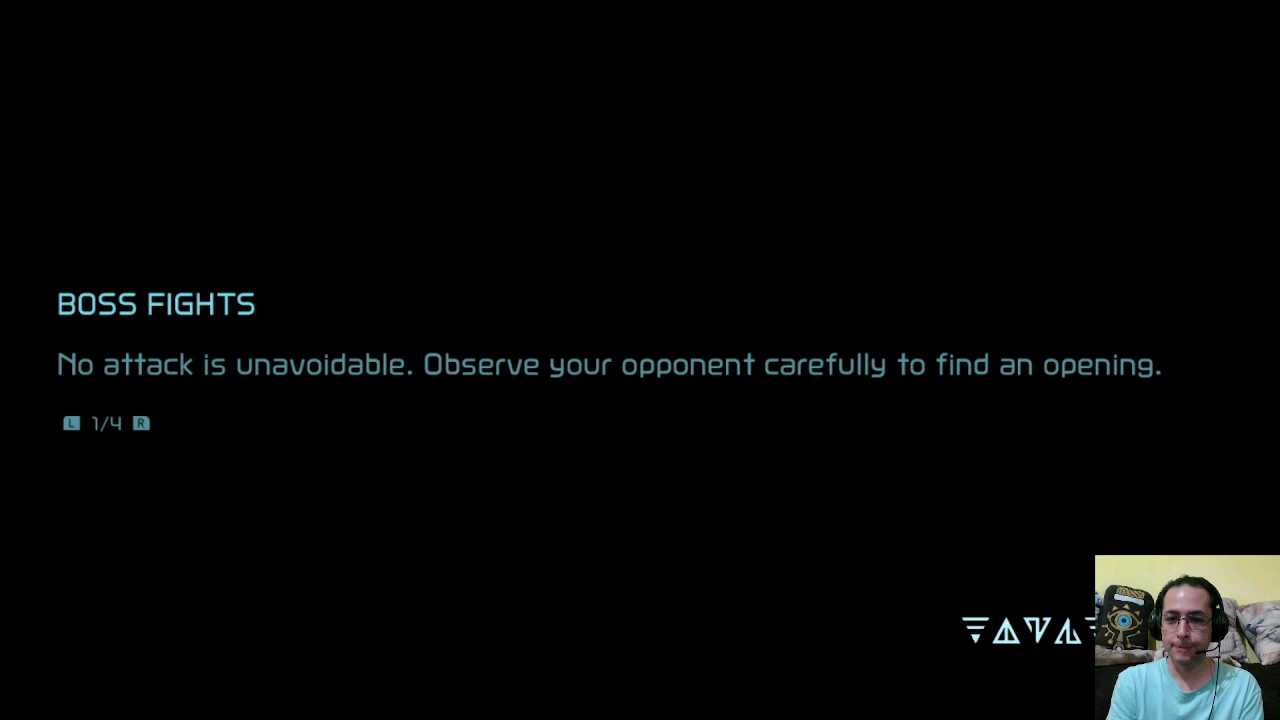 BOSS FIGHTS
No attack is unavoidable. Observe your opponent carefully to find an opening.
L 1/4 R